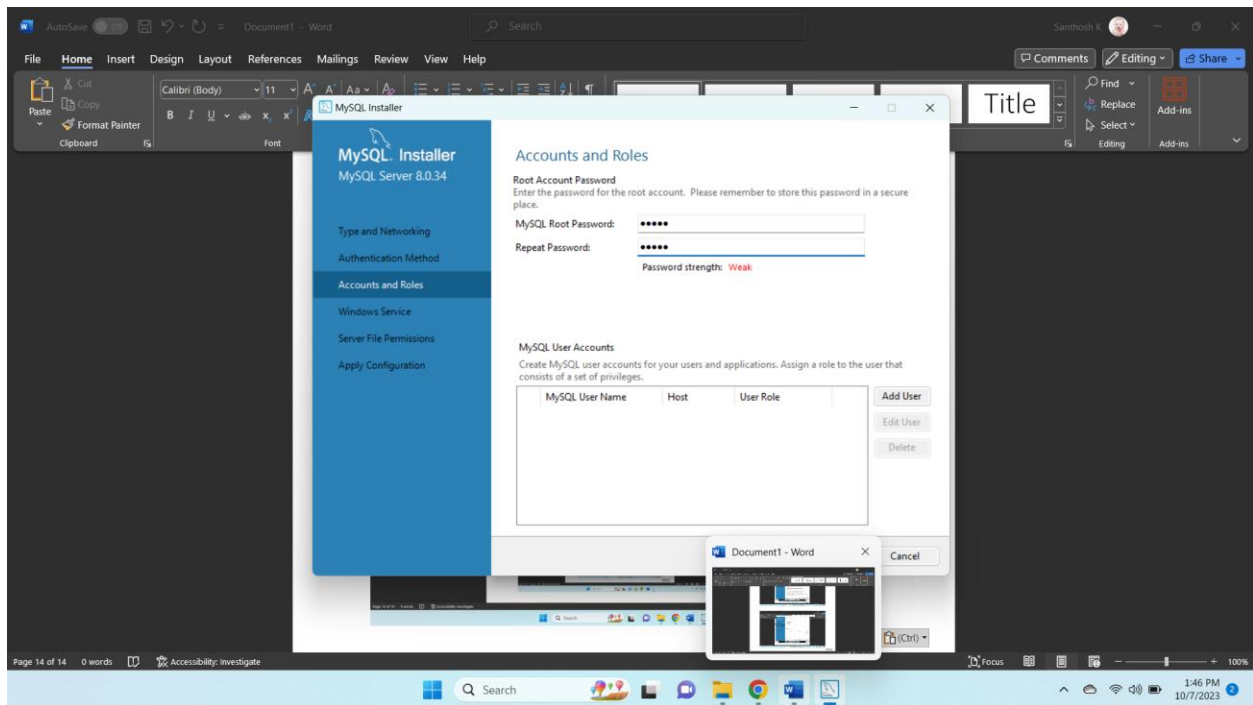 AutoSave Off Document1 - Word Search Santhosh K
File Home Insert Design Layout References Mailings Review View Help Comments Editing Share
Paste Cut Copy Format Painter
Calibri (Body) 11 A A Aa A
B I U ab x x
Title
Find Replace Select
Add-ins
Clipboard Font Editing Add-ins
MySQL Installer
MySQL. Installer
MySQL Server 8.0.34
Type and Networking
Authentication Method
Accounts and Roles
Windows Service
Server File Permissions
Apply Configuration
Accounts and Roles
Root Account Password
Enter the password for the root account. Please remember to store this password in a secure
place.
MySQL Root Password: •••••
Repeat Password: •••••
Password strength: Weak
MySQL User Accounts
Create MySQL user accounts for your users and applications. Assign a role to the user that
consists of a set of privileges.
MySQL User Name Host User Role
Add User
Edit User
Delete
Document1 - Word
Cancel
(Ctrl)
Page 14 of 14 0 words Accessibility: Investigate Focus 100%
Search
1:46 PM
10/7/2023
2